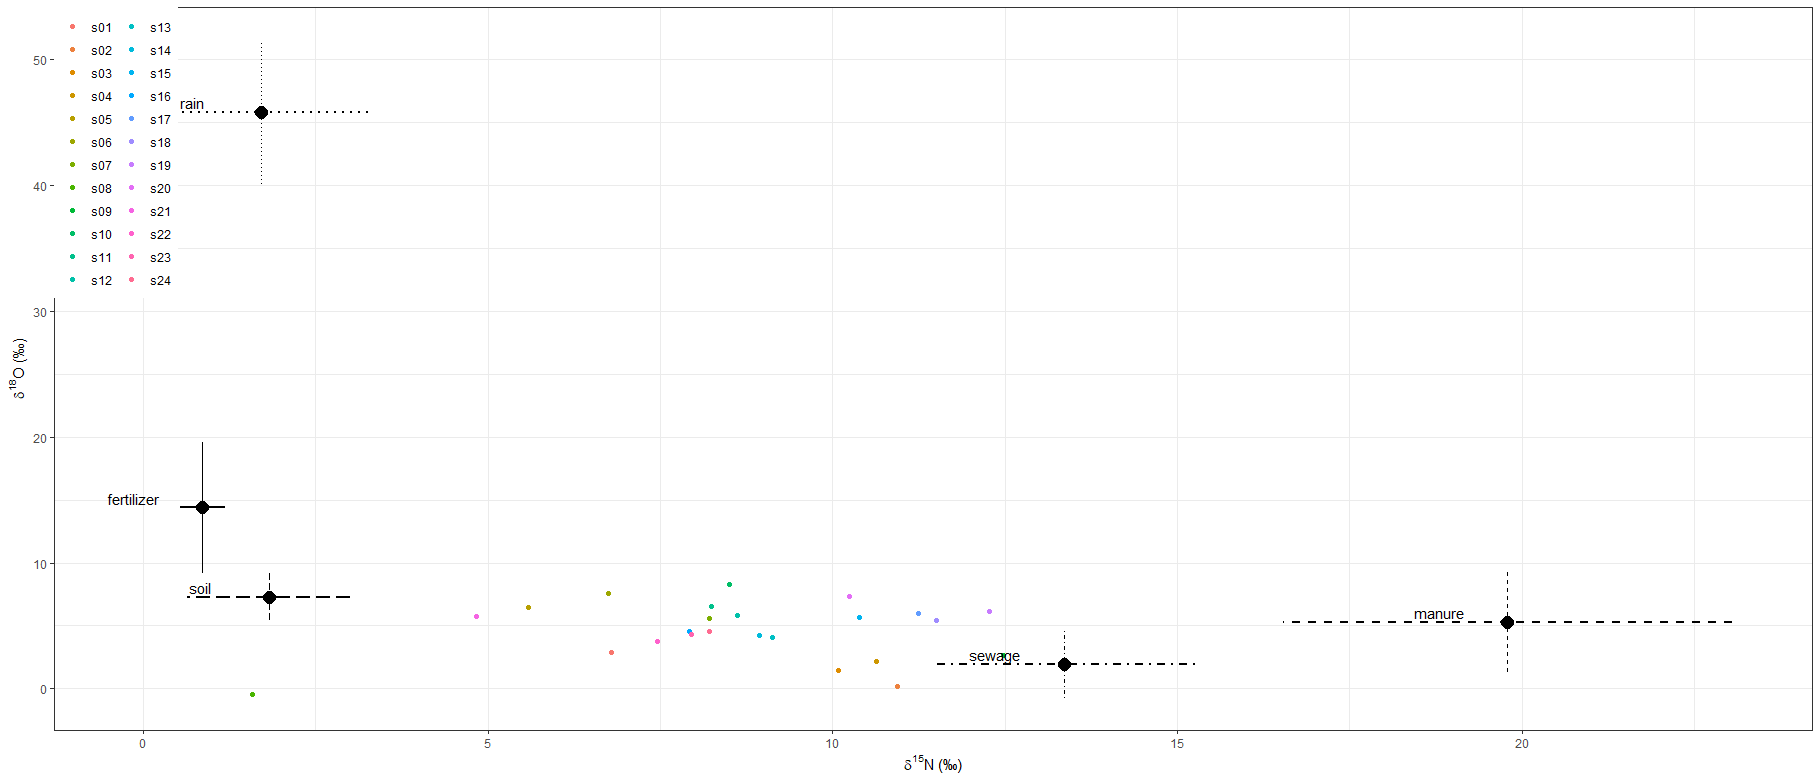 s01 s13
s02 s14
s03 s15
s04 s16
s05 s17
s06 s18
s07 s19
s08 s20
s09 s21
s10 s22
s11 s23
s12 s24
50
rain
40
30
20
fertilizer
10
soil
manure
sewage
0
δ¹⁸O (‰)
0 5 10 15 20
δ¹⁵N (‰)